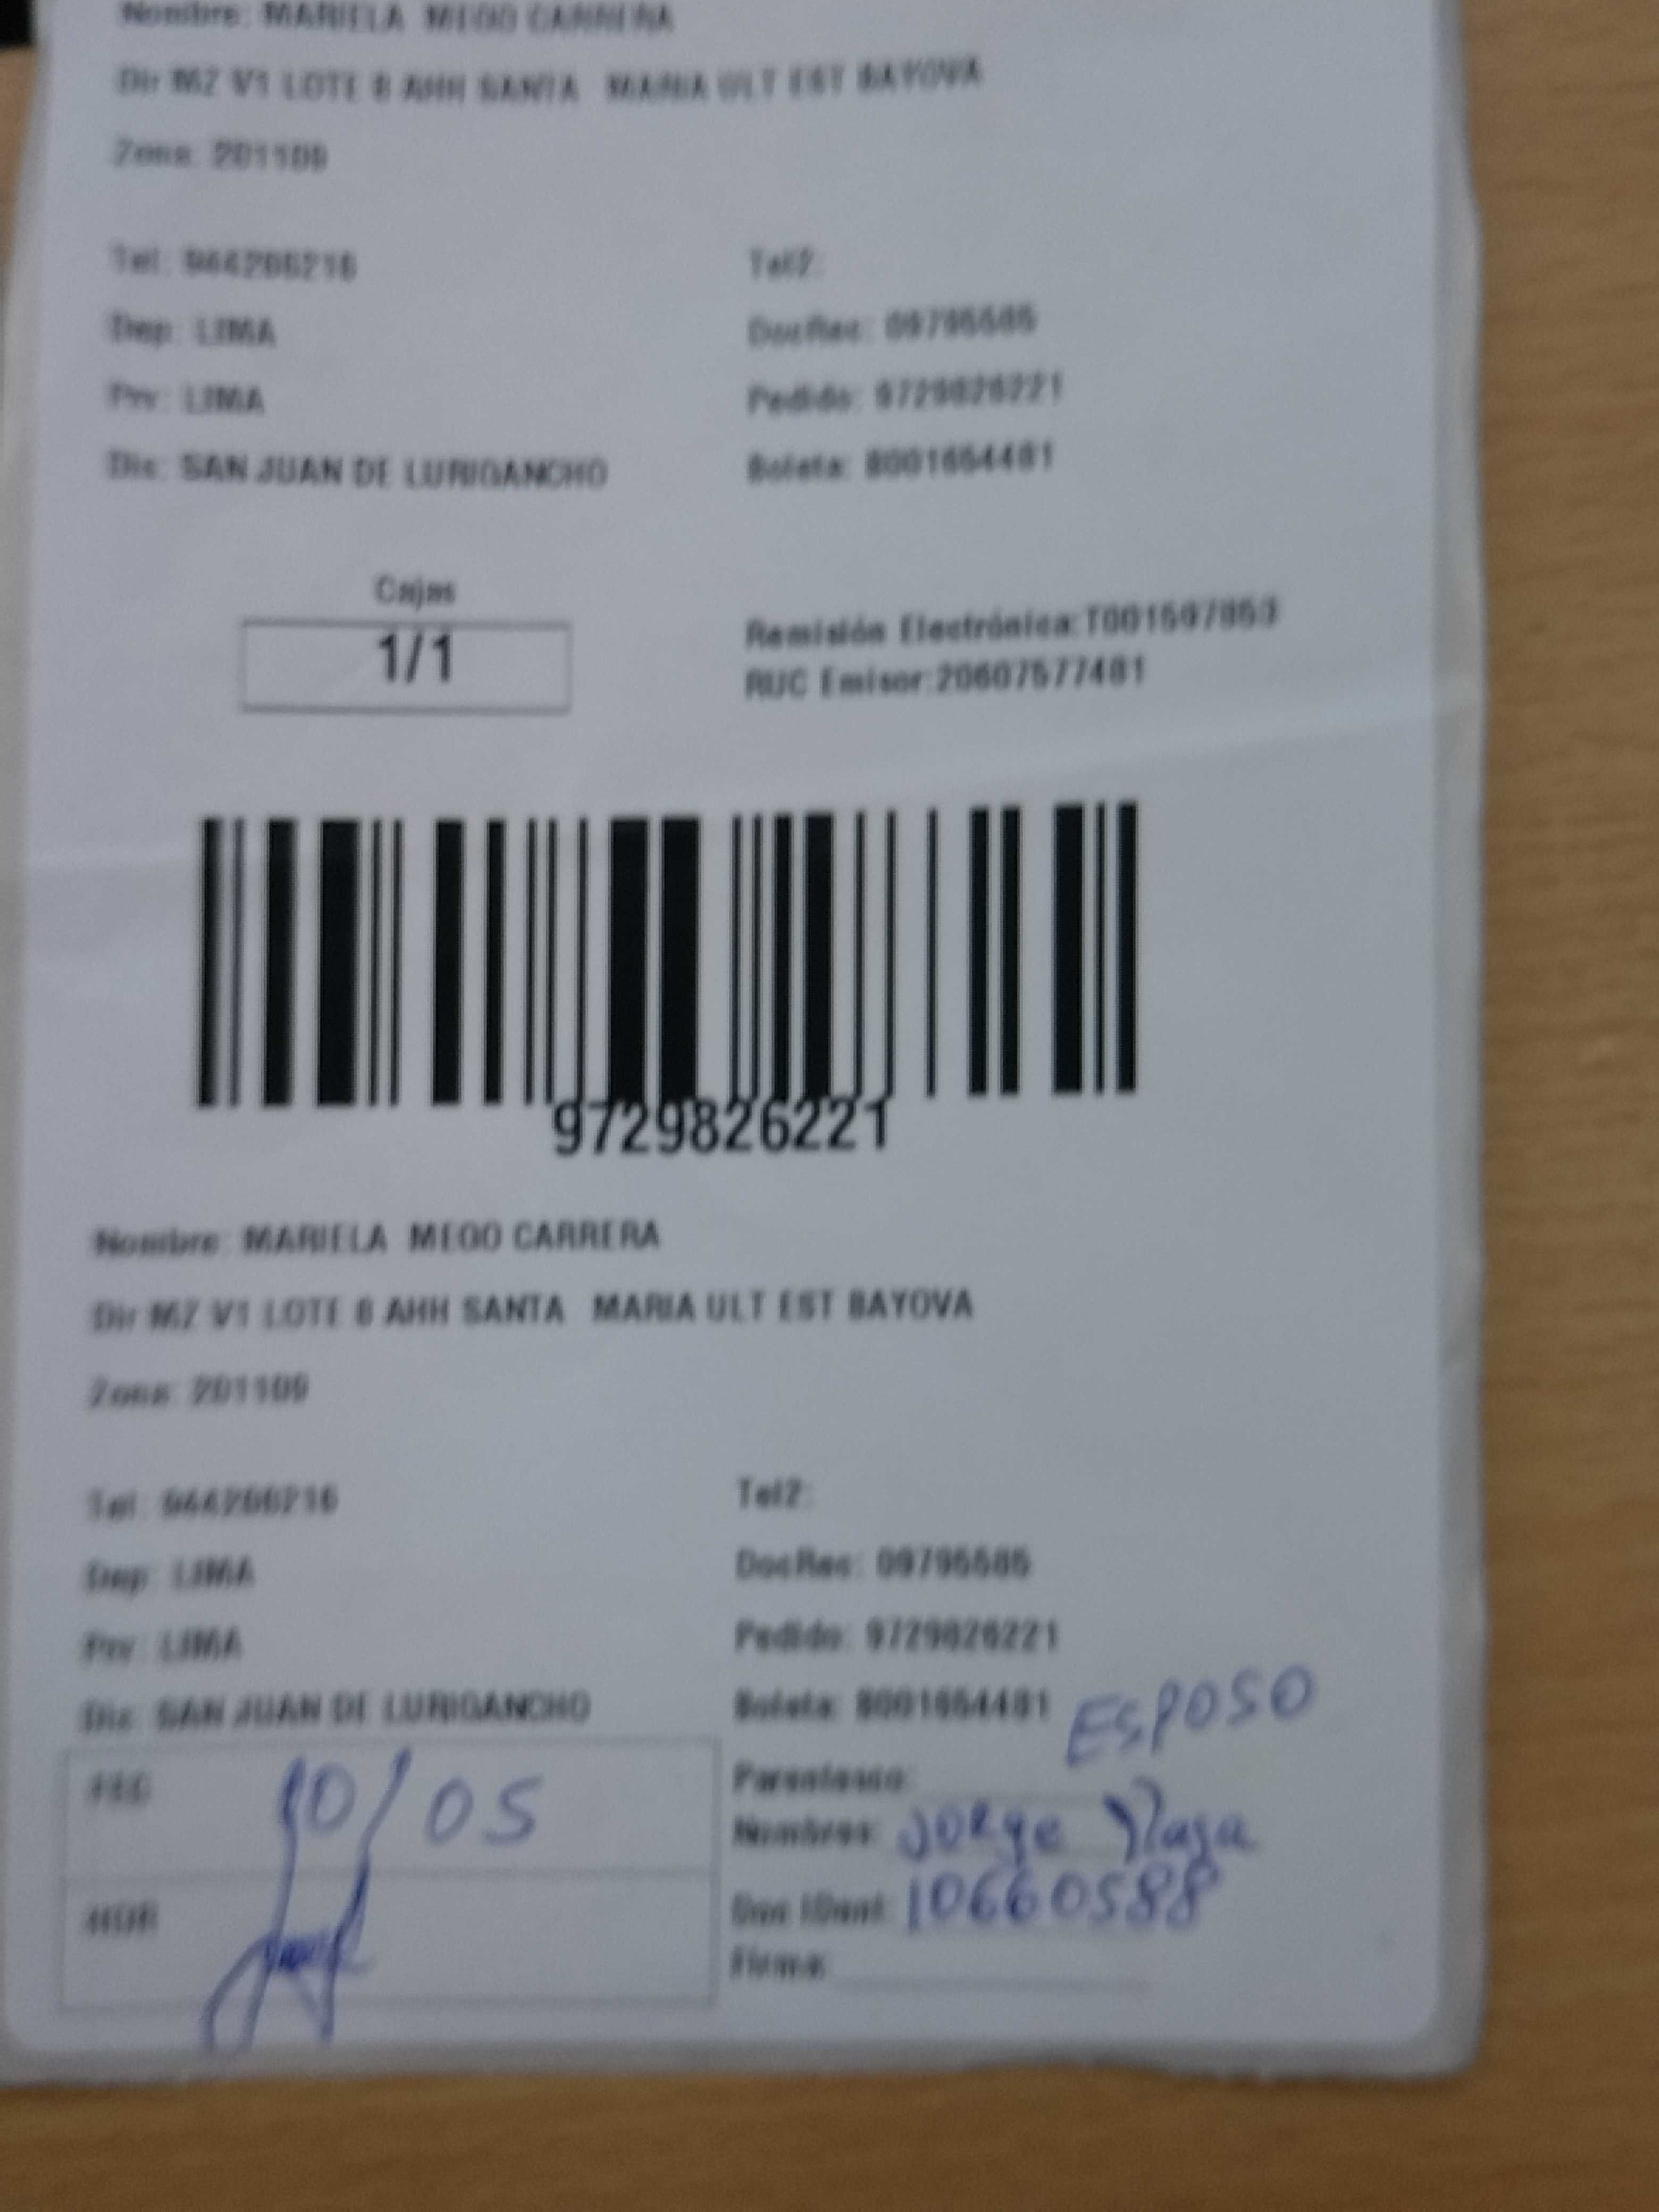 Nombre: MARIELA MEGO CARRERA
Dir MZ V1 LOTE 8 AHH SANTA MARIA ULT EST BAYOVA
Zona: 201109
Tel: 944206216 Tel2:
Dep: LIMA DocRec: 09795585
Prv: LIMA Pedido: 9729826221
Dis: SAN JUAN DE LURIGANCHO Boleta: B001654481
Cajas
1/1
Remisión Electrónica:T001597853
RUC Emisor:20607577481
9729826221
Nombre: MARIELA MEGO CARRERA
Dir MZ V1 LOTE 8 AHH SANTA MARIA ULT EST BAYOVA
Zona: 201109
Tel: 944206216 Tel2:
Dep: LIMA DocRec: 09795585
Prv: LIMA Pedido: 9729826221
Dis: SAN JUAN DE LURIGANCHO Boleta: B001654481
FEC 10/05 Parentesco: ESPOSO
Nombres: Jorge
HOR Doc IDent: 10660588
Firma: